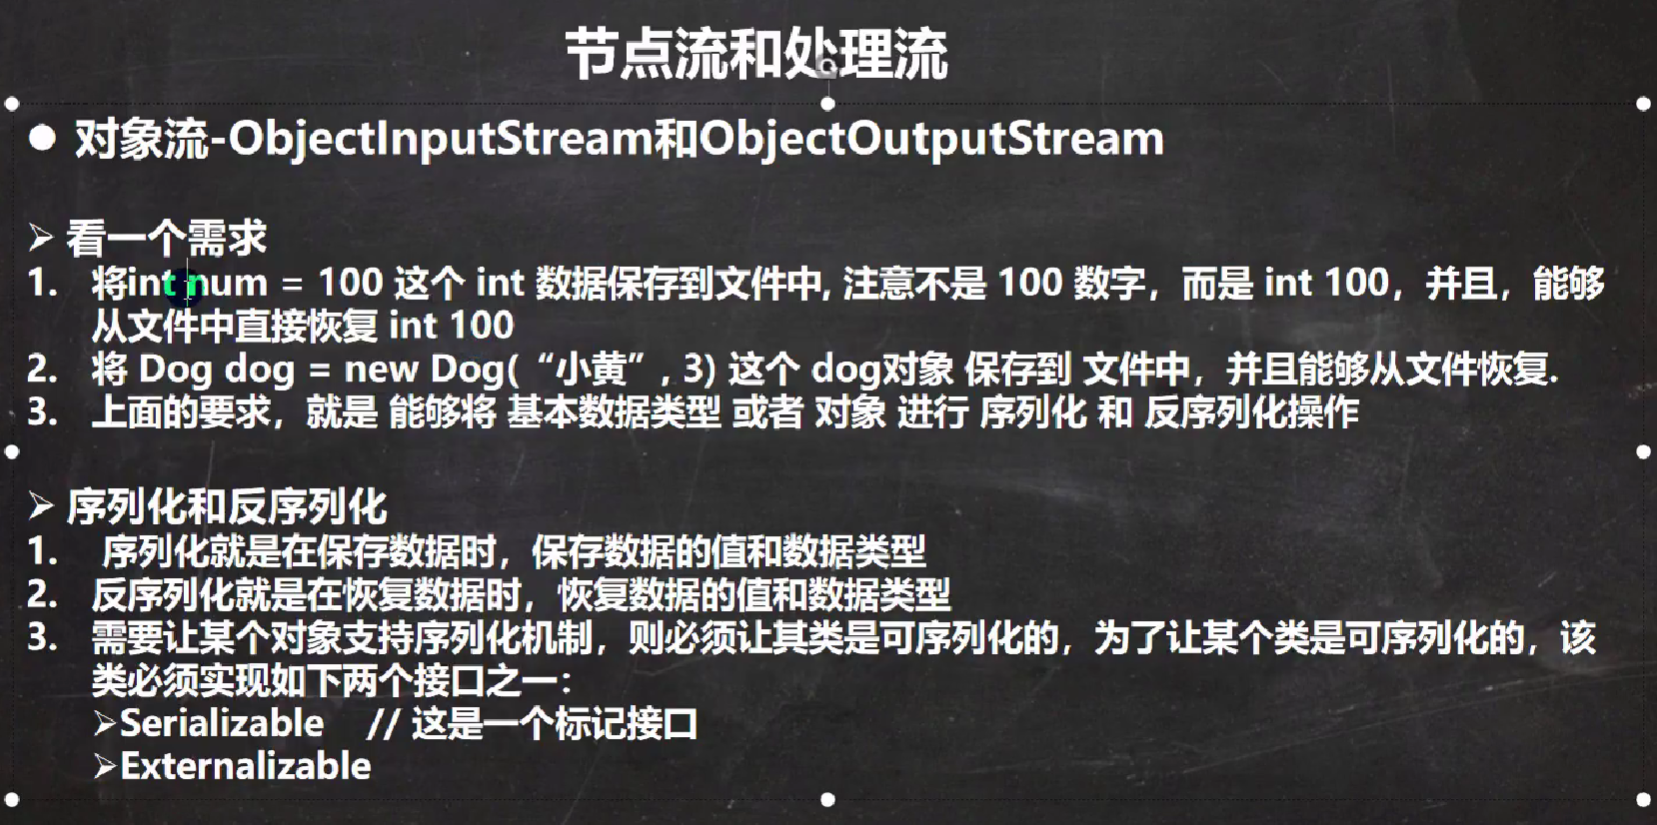 节点流和处理流
● 对象流-ObjectInputStream和ObjectOutputStream
➢ 看一个需求
1. 将int num = 100 这个 int 数据保存到文件中, 注意不是 100 数字，而是 int 100，并且，能够
从文件中直接恢复 int 100
2. 将 Dog dog = new Dog(“小黄”, 3) 这个 dog对象 保存到 文件中，并且能够从文件恢复.
3. 上面的要求，就是 能够将 基本数据类型 或者 对象 进行 序列化 和 反序列化操作
➢ 序列化和反序列化
1. 序列化就是在保存数据时，保存数据的值和数据类型
2. 反序列化就是在恢复数据时，恢复数据的值和数据类型
3. 需要让某个对象支持序列化机制，则必须让其类是可序列化的，为了让某个类是可序列化的，该
类必须实现如下两个接口之一：
➢Serializable // 这是一个标记接口
➢Externalizable